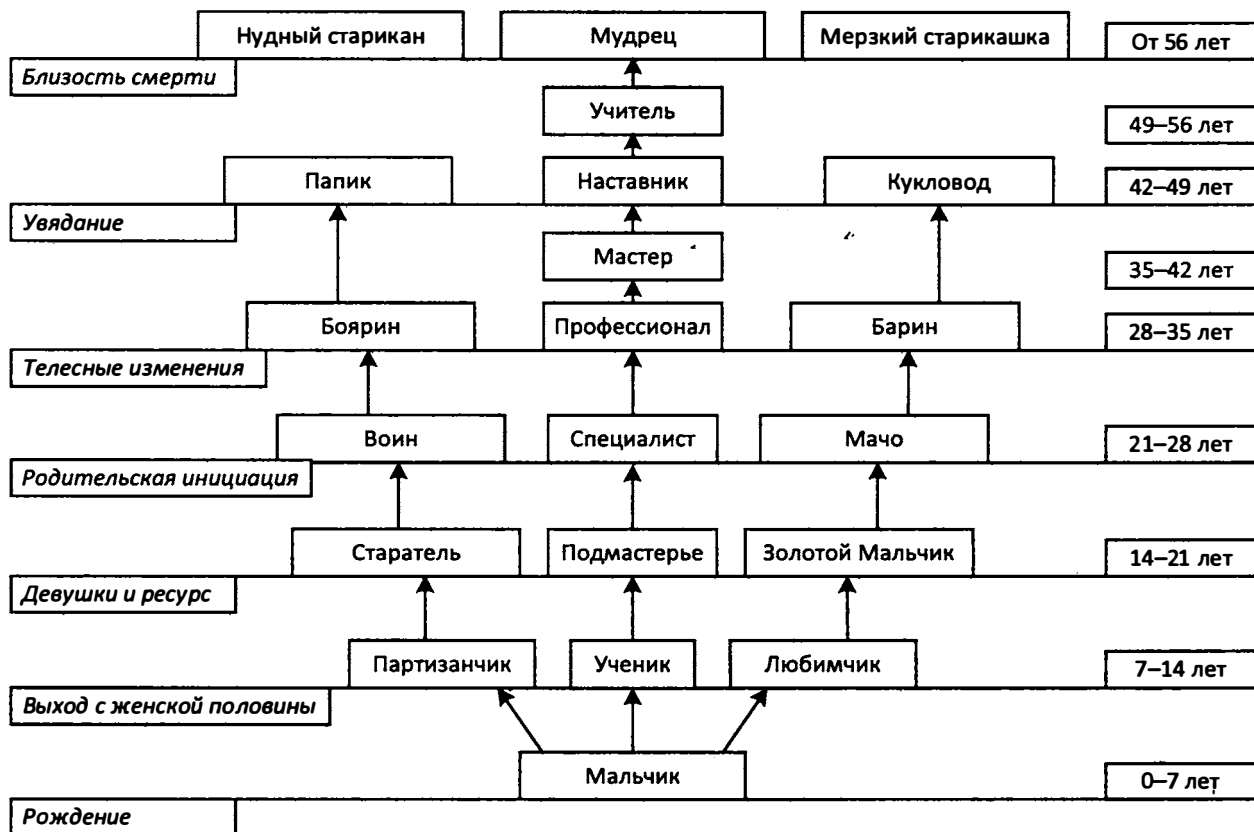 Нудный старикан Мудрец Мерзкий старикашка От 56 лет
Близость смерти
Учитель 49–56 лет
Папик Наставник Кукловод 42–49 лет
Увядание
Мастер 35–42 лет
Боярин Профессионал Барин 28–35 лет
Телесные изменения
Воин Специалист Мачо 21–28 лет
Родительская инициация
Старатель Подмастерье Золотой Мальчик 14–21 лет
Девушки и ресурс
Партизанчик Ученик Любимчик 7–14 лет
Выход с женской половины
Мальчик 0–7 лет
Рождение